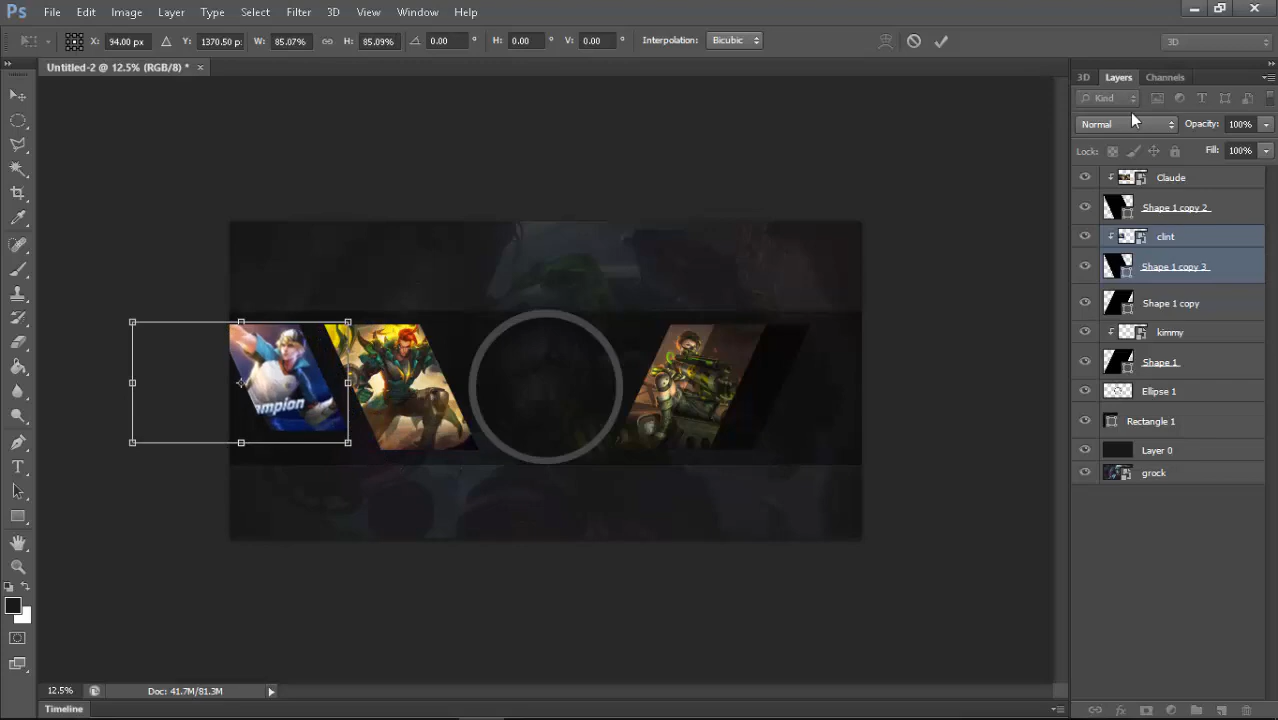 Ps File Edit Image Layer Type Select Filter 3D View Window Help
X: 94.00 px Y: 1370.50 p: W: 85.07% H: 85.09% 0.00 ° H: 0.00 ° V: 0.00 ° Interpolation: Bicubic 3D
Untitled-2 @ 12.5% (RGB/8) * ×
3D Layers Channels
Kind
Normal Opacity: 100%
Lock: Fill: 100%
Claude
Shape 1 copy 2
clint
Shape 1 copy 3
Shape 1 copy
kimmy
Shape 1
Ellipse 1
Rectangle 1
Layer 0
grock
ampion
T
12.5% Doc: 41.7M/81.3M
Timeline
fx